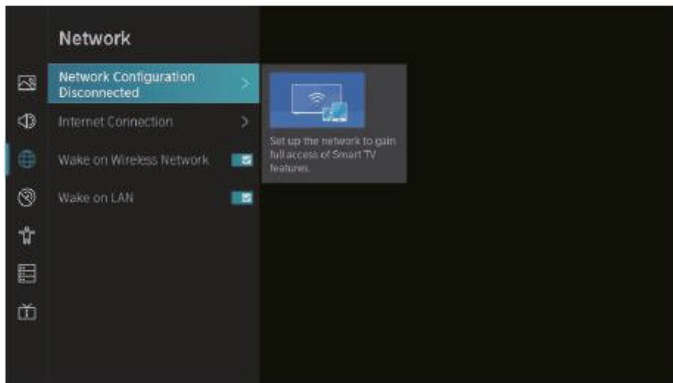 Network
Network Configuration
Disconnected
Internet Connection
Wake on Wireless Network
Wake on LAN
Set up the network to gain
full access of Smart TV
features.